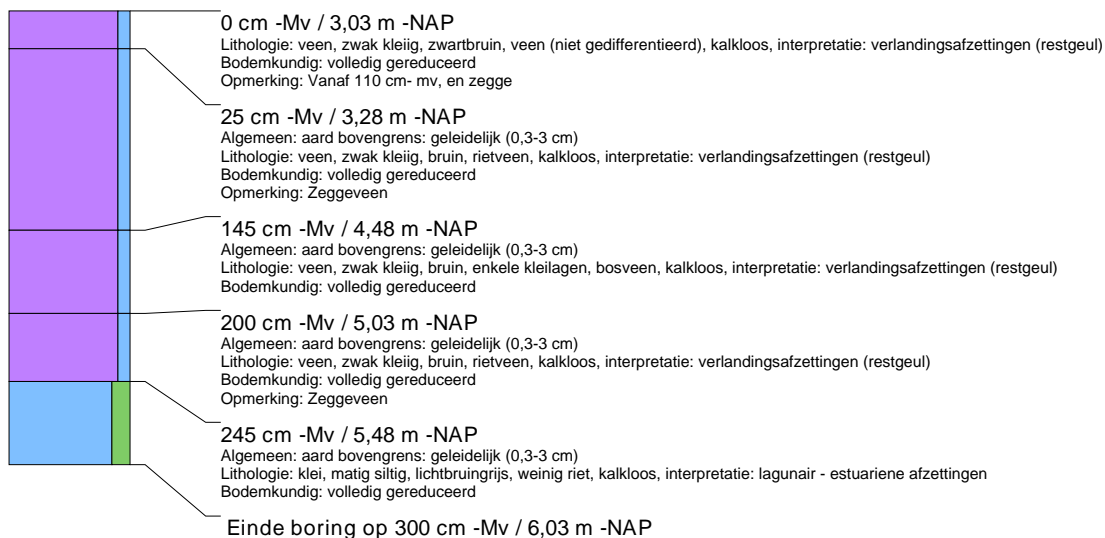 0 cm -Mv / 3,03 m -NAP
Lithologie: veen, zwak kleiig, zwartbruin, veen (niet gedifferentieerd), kalkloos, interpretatie: verlandingsafzettingen (restgeul)
Bodemkundig: volledig gereduceerd
Opmerking: Vanaf 110 cm- mv, en zegge
25 cm -Mv / 3,28 m -NAP
Algemeen: aard bovengrens: geleidelijk (0,3-3 cm)
Lithologie: veen, zwak kleiig, bruin, rietveen, kalkloos, interpretatie: verlandingsafzettingen (restgeul)
Bodemkundig: volledig gereduceerd
Opmerking: Zeggeveen
145 cm -Mv / 4,48 m -NAP
Algemeen: aard bovengrens: geleidelijk (0,3-3 cm)
Lithologie: veen, zwak kleiig, bruin, enkele kleilagen, bosveen, kalkloos, interpretatie: verlandingsafzettingen (restgeul)
Bodemkundig: volledig gereduceerd
200 cm -Mv / 5,03 m -NAP
Algemeen: aard bovengrens: geleidelijk (0,3-3 cm)
Lithologie: veen, zwak kleiig, bruin, rietveen, kalkloos, interpretatie: verlandingsafzettingen (restgeul)
Bodemkundig: volledig gereduceerd
Opmerking: Zeggeveen
245 cm -Mv / 5,48 m -NAP
Algemeen: aard bovengrens: geleidelijk (0,3-3 cm)
Lithologie: klei, matig siltig, lichtbruingrijs, weinig riet, kalkloos, interpretatie: lagunair - estuariene afzettingen
Bodemkundig: volledig gereduceerd
Einde boring op 300 cm -Mv / 6,03 m -NAP